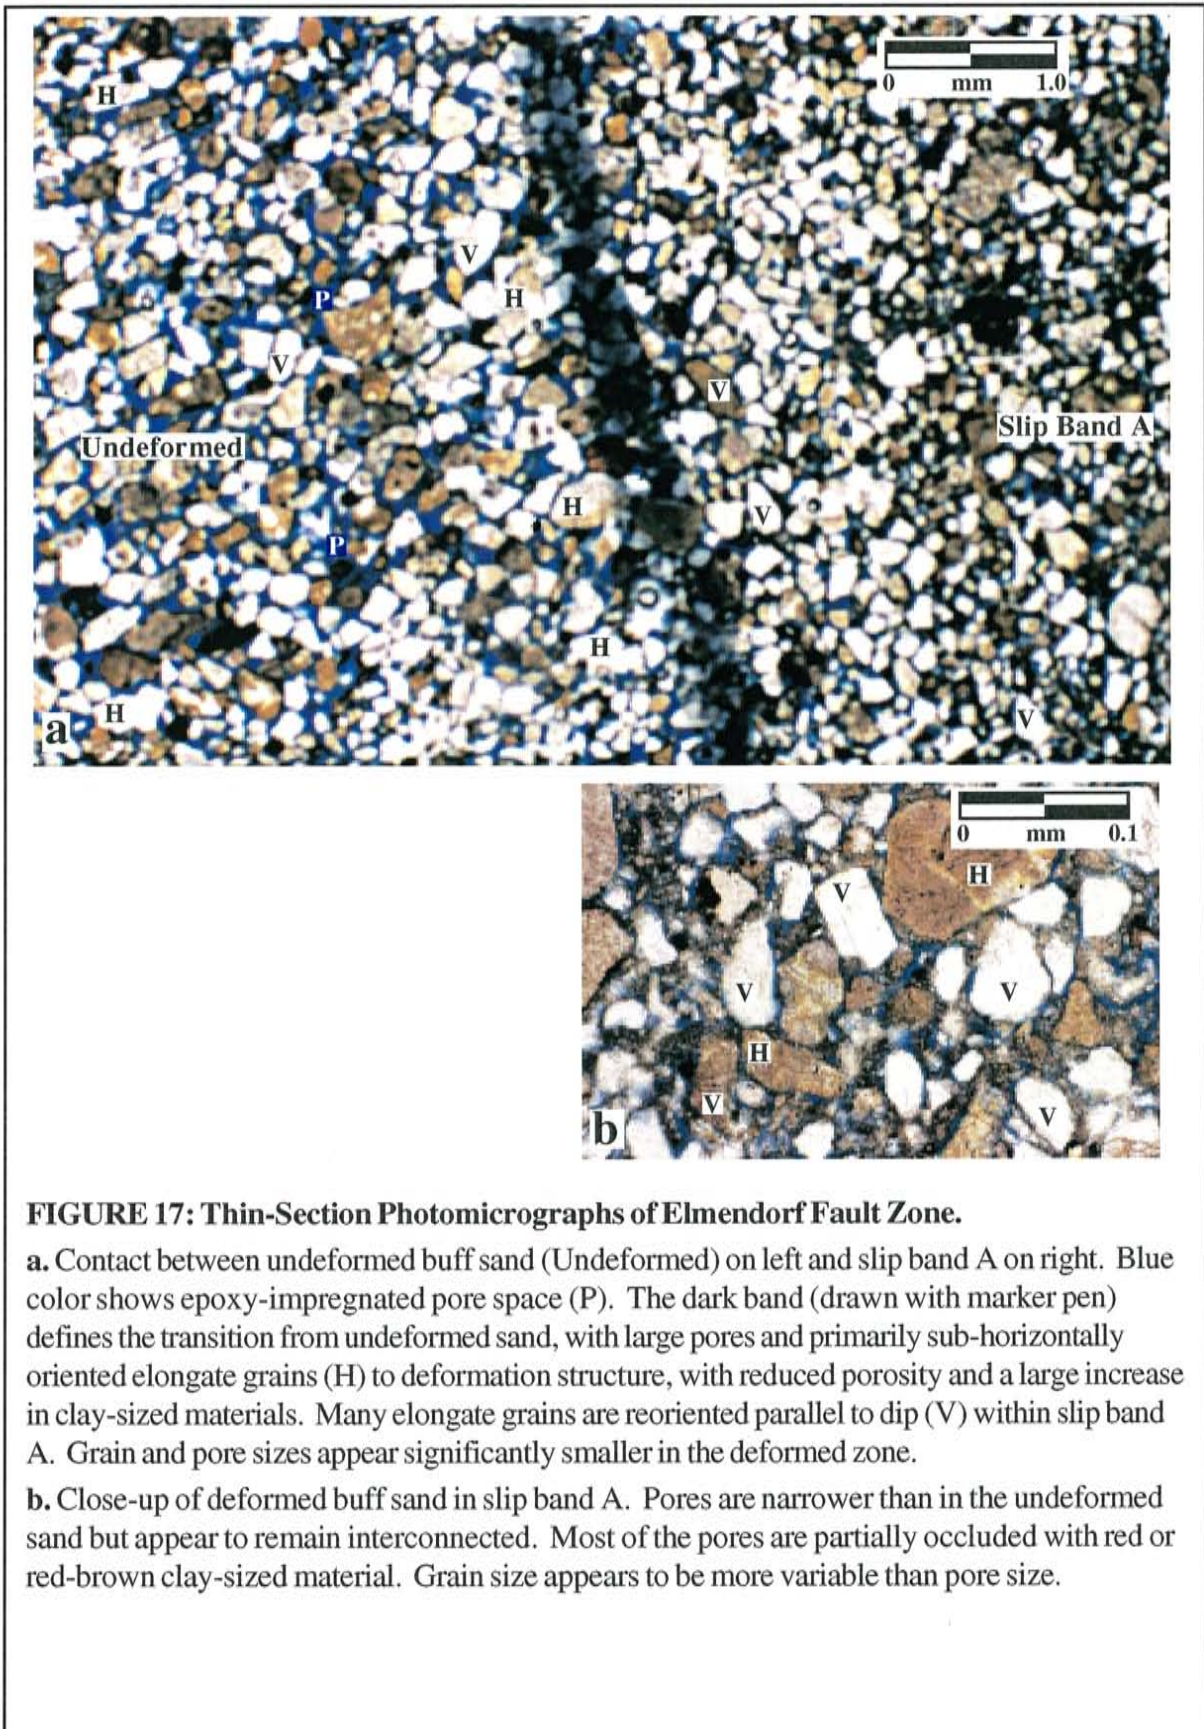 H
0 mm 1.0
V
P
H
V
V
Undeformed
Slip Band A
H
V
P
H
H
V
a
0 mm 0.1
H
V
V
V
H
V
V
b
FIGURE 17: Thin-Section Photomicrographs of Elmendorf Fault Zone.
a. Contact between undeformed buff sand (Undeformed) on left and slip band A on right. Blue
color shows epoxy-impregnated pore space (P). The dark band (drawn with marker pen)
defines the transition from undeformed sand, with large pores and primarily sub-horizontally
oriented elongate grains (H) to deformation structure, with reduced porosity and a large increase
in clay-sized materials. Many elongate grains are reoriented parallel to dip (V) within slip band
A. Grain and pore sizes appear significantly smaller in the deformed zone.
b. Close-up of deformed buff sand in slip band A. Pores are narrower than in the undeformed
sand but appear to remain interconnected. Most of the pores are partially occluded with red or
red-brown clay-sized material. Grain size appears to be more variable than pore size.